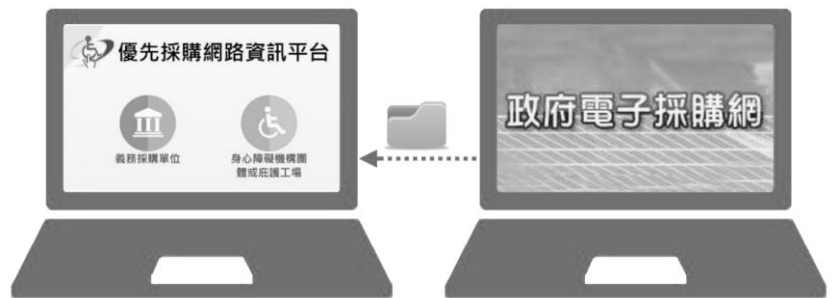 優先採購網路資訊平台
義務採購單位
身心障礙機構團
體或庇護工場
政府電子採購網